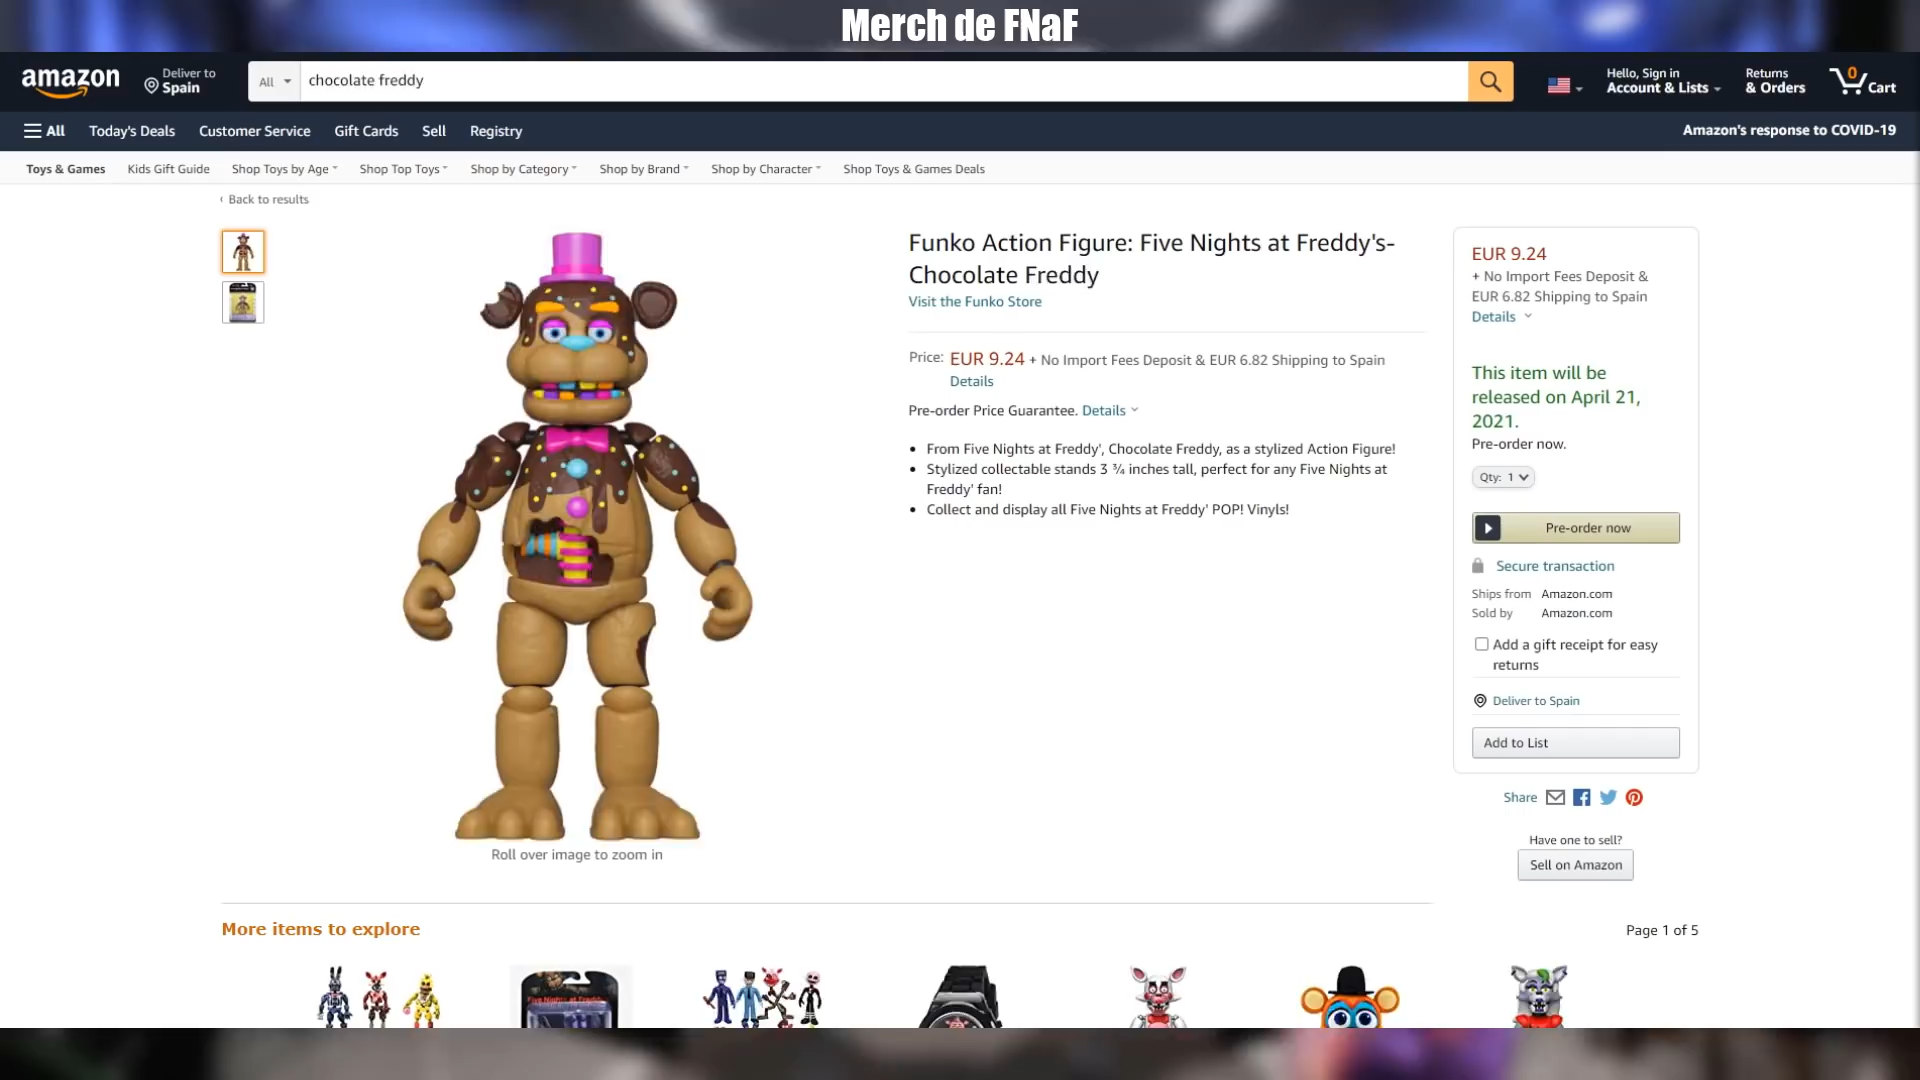 Merch de FNaF
amazon
Deliver to
Spain
All
chocolate freddy
Hello, Sign in
Account & Lists
Returns
& Orders
0
Cart
All
Today's Deals
Customer Service
Gift Cards
Sell
Registry
Amazon's response to COVID-19
Toys & Games
Kids Gift Guide
Shop Toys by Age
Shop Top Toys
Shop by Category
Shop by Brand
Shop by Character
Shop Toys & Games Deals
‹ Back to results
Funko Action Figure: Five Nights at Freddy's-
Chocolate Freddy
Visit the Funko Store
Price: EUR 9.24 + No Import Fees Deposit & EUR 6.82 Shipping to Spain
Details
Pre-order Price Guarantee. Details
• From Five Nights at Freddy', Chocolate Freddy, as a stylized Action Figure!
• Stylized collectable stands 3 ¾ inches tall, perfect for any Five Nights at
Freddy' fan!
• Collect and display all Five Nights at Freddy' POP! Vinyls!
EUR 9.24
+ No Import Fees Deposit &
EUR 6.82 Shipping to Spain
Details
This item will be
released on April 21,
2021.
Pre-order now.
Qty: 1
Pre-order now
Secure transaction
Ships from Amazon.com
Sold by Amazon.com
Add a gift receipt for easy
returns
Deliver to Spain
Add to List
Share
Have one to sell?
Sell on Amazon
Roll over image to zoom in
More items to explore
Page 1 of 5
Five Nights at Freddy's